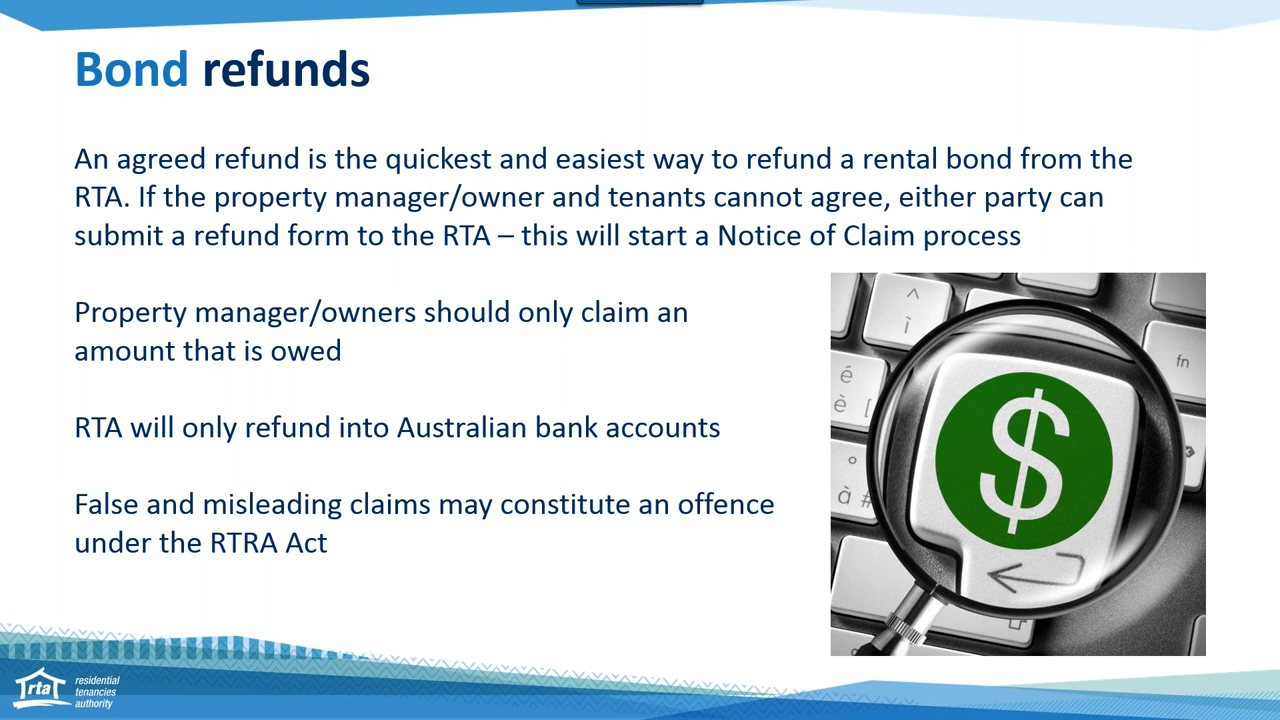 Bond refunds
An agreed refund is the quickest and easiest way to refund a rental bond from the
RTA. If the property manager/owner and tenants cannot agree, either party can
submit a refund form to the RTA – this will start a Notice of Claim process
Property manager/owners should only claim an
amount that is owed
RTA will only refund into Australian bank accounts
False and misleading claims may constitute an offence
under the RTRA Act
^
ì
é
è [
°
à #
fn
$
rta
residential
tenancies
authority